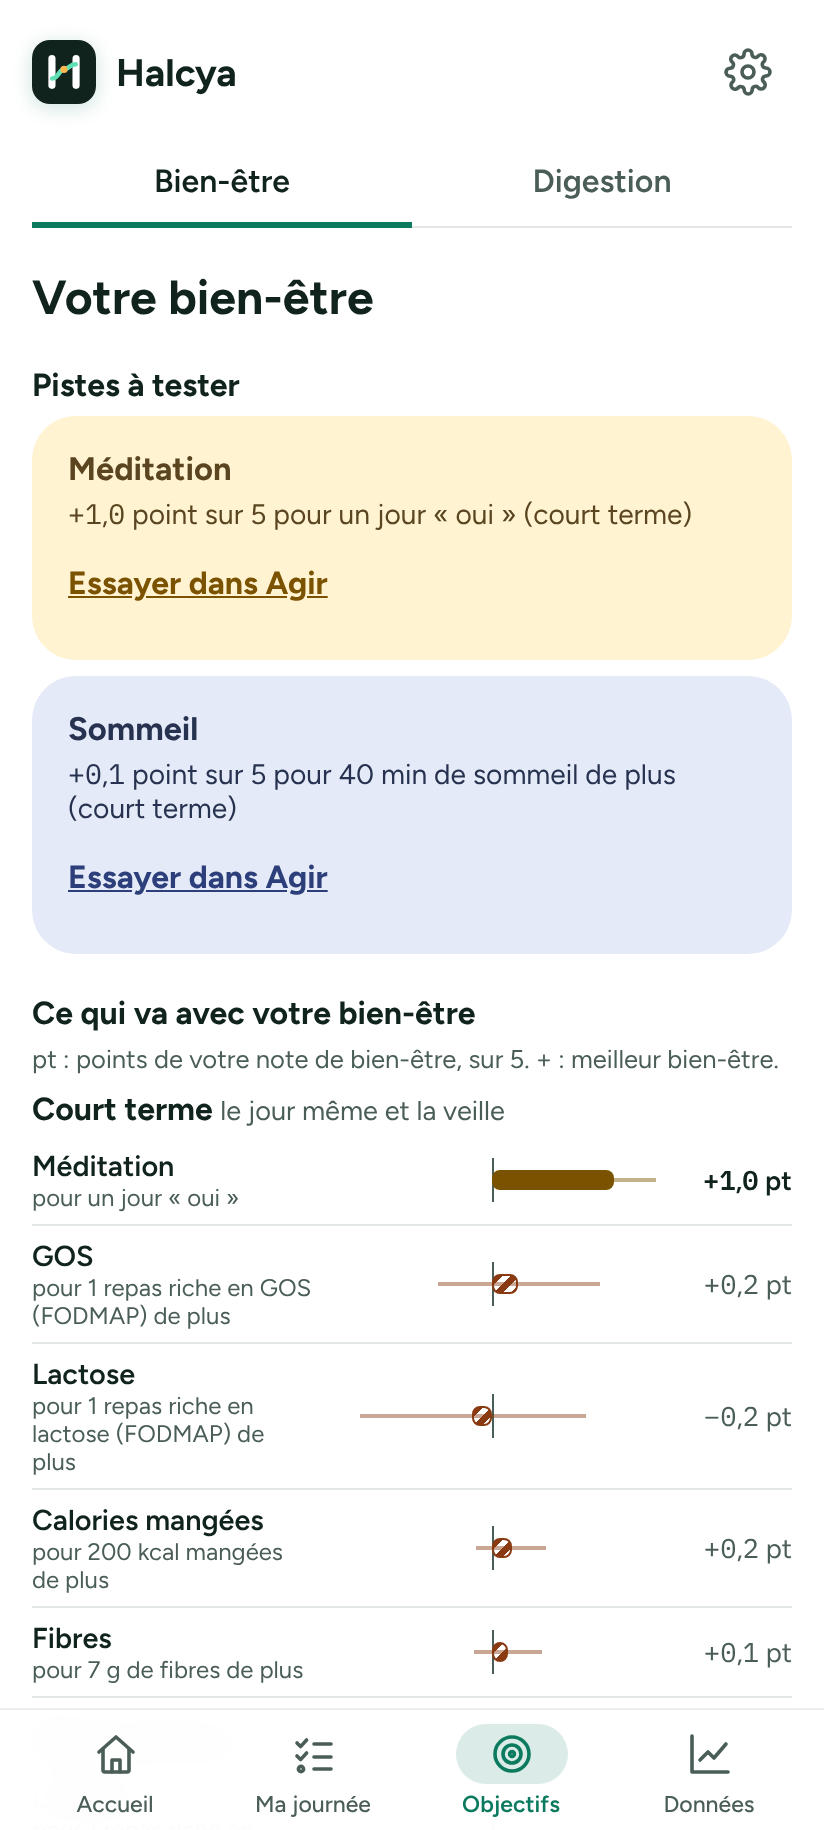 Halcya
Bien-être
Digestion
Votre bien-être
Pistes à tester
Méditation
+1,0 point sur 5 pour un jour « oui » (court terme)
Essayer dans Agir
Sommeil
+0,1 point sur 5 pour 40 min de sommeil de plus
(court terme)
Essayer dans Agir
Ce qui va avec votre bien-être
pt : points de votre note de bien-être, sur 5. + : meilleur bien-être.
Court terme le jour même et la veille
Méditation
pour un jour « oui »
+1,0 pt
GOS
pour 1 repas riche en GOS
(FODMAP) de plus
+0,2 pt
Lactose
pour 1 repas riche en
lactose (FODMAP) de
plus
−0,2 pt
Calories mangées
pour 200 kcal mangées
de plus
+0,2 pt
Fibres
pour 7 g de fibres de plus
+0,1 pt
Accueil
Ma journée
Objectifs
Données